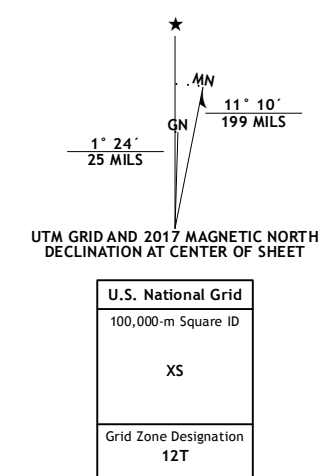 ★
MN
GN
11° 10´
199 MILS
1° 24´
25 MILS
UTM GRID AND 2017 MAGNETIC NORTH
DECLINATION AT CENTER OF SHEET
U.S. National Grid
100,000-m Square ID
XS
Grid Zone Designation
12T